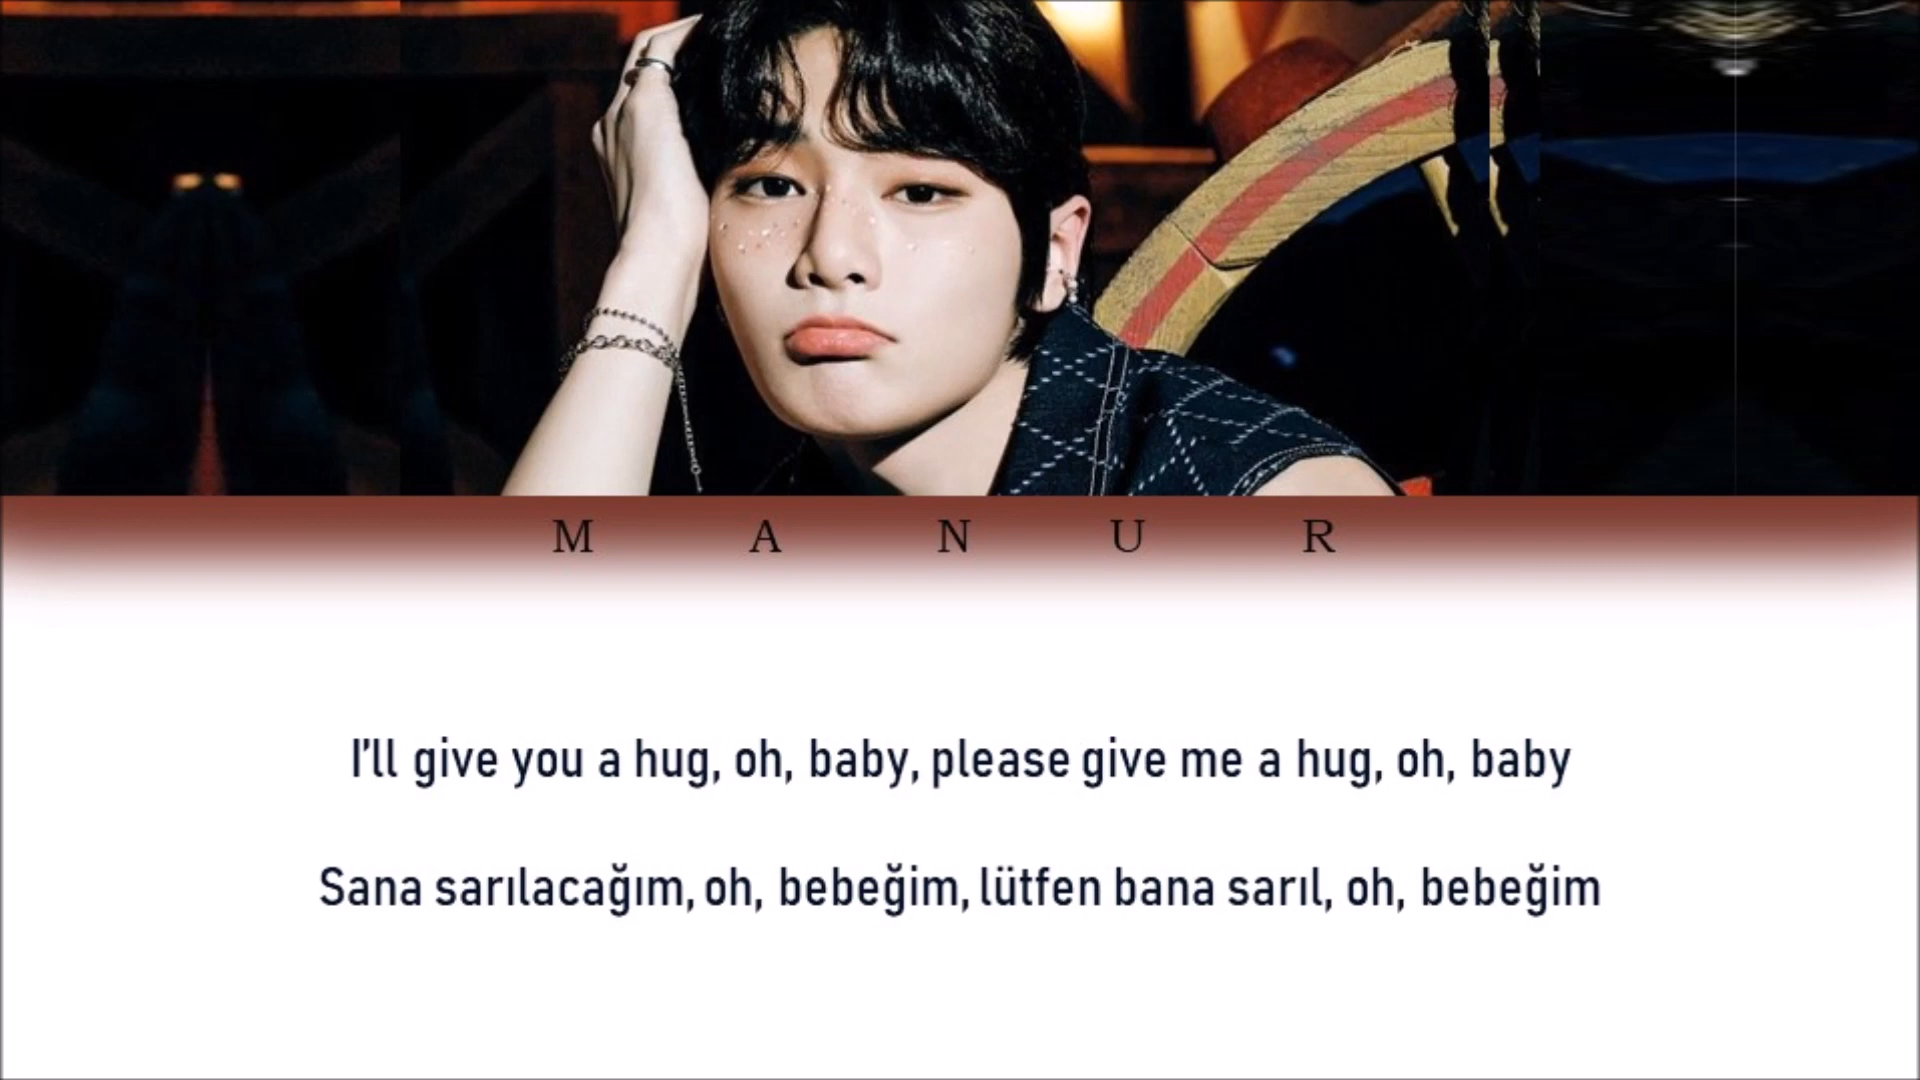 M A N U R
I'll give you a hug, oh, baby, please give me a hug, oh, baby
Sana sarılacağım, oh, bebeğim, lütfen bana sarıl, oh, bebeğim